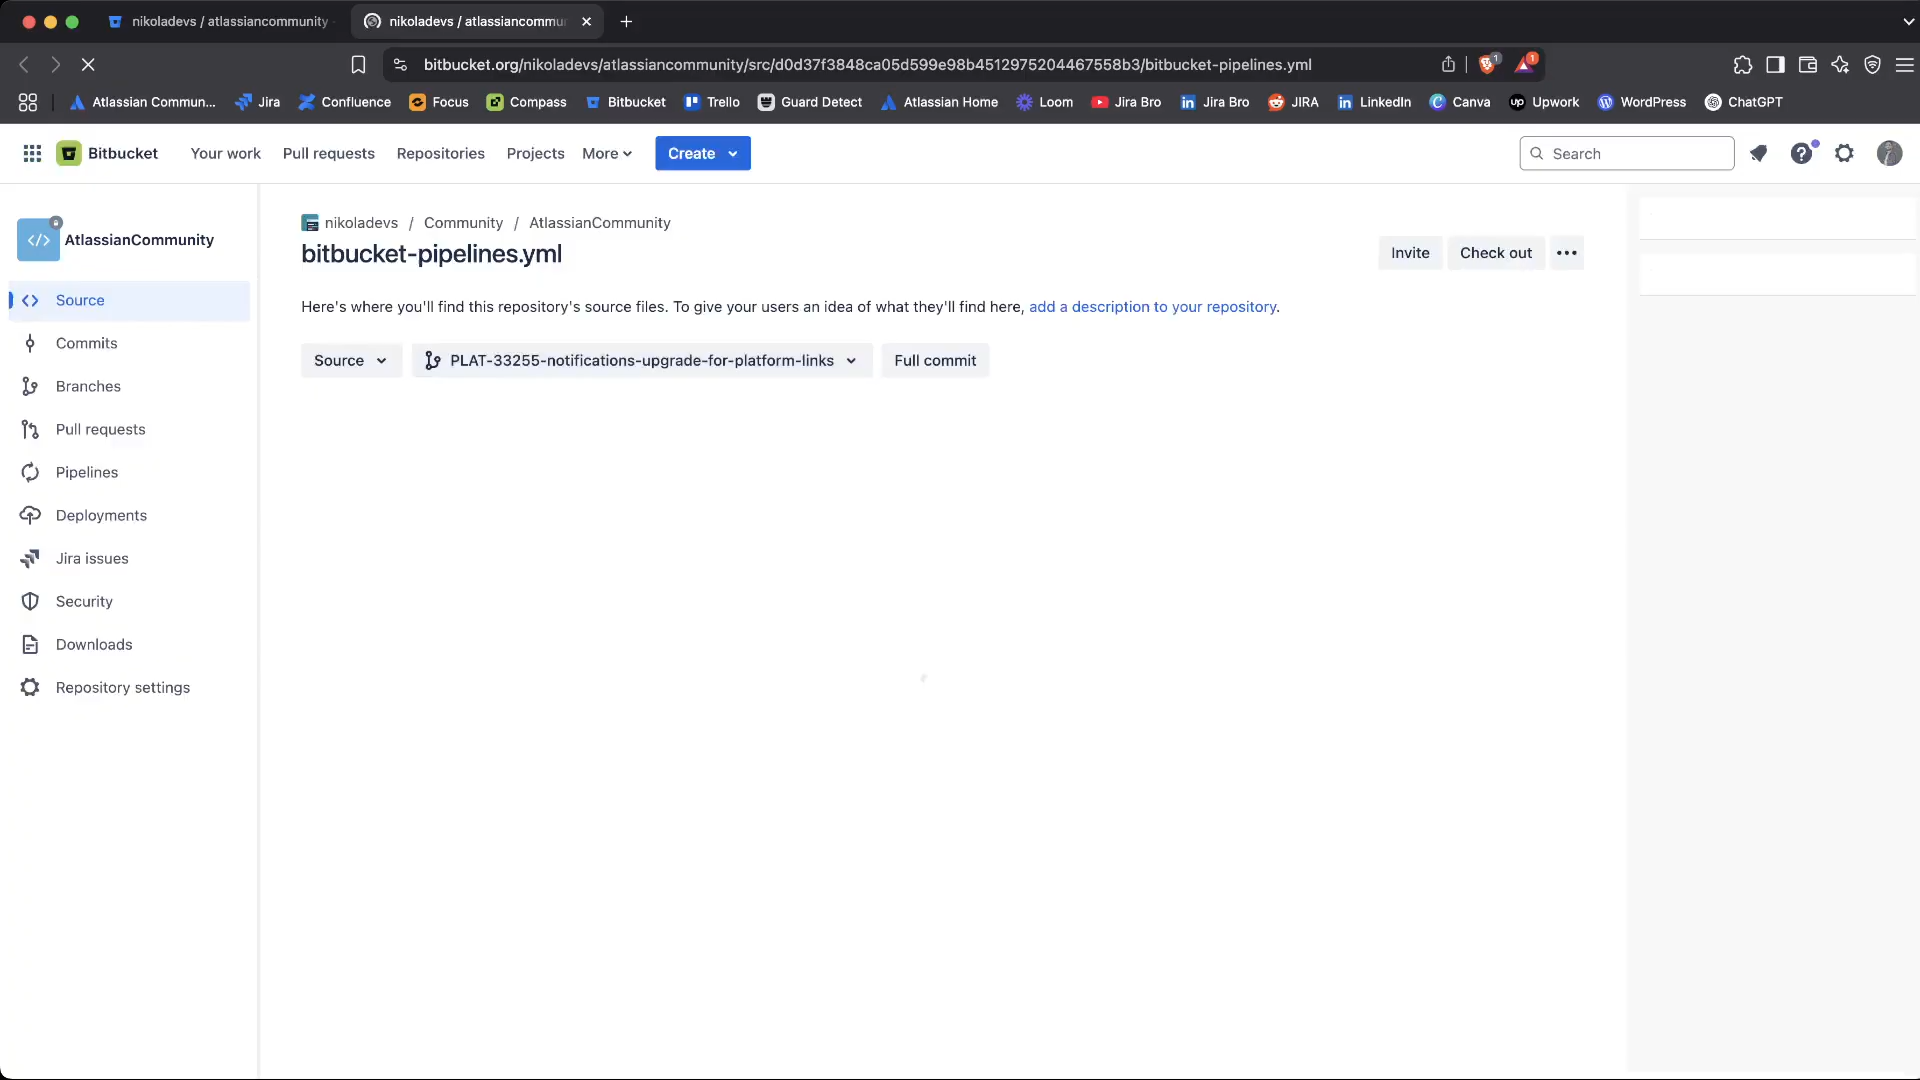 nikoladevs / atlassiancommunity
nikoladevs / atlassiancommu
bitbucket.org/nikoladevs/atlassiancommunity/src/d0d37f3848ca05d599e98b4512975204467558b3/bitbucket-pipelines.yml
1
1
Atlassian Commun... Jira Confluence Focus Compass Bitbucket Trello Guard Detect Atlassian Home Loom Jira Bro Jira Bro JIRA LinkedIn Canva Upwork WordPress ChatGPT
Bitbucket Your work Pull requests Repositories Projects More Create Search
AtlassianCommunity
Source
Commits
Branches
Pull requests
Pipelines
Deployments
Jira issues
Security
Downloads
Repository settings
nikoladevs / Community / AtlassianCommunity
bitbucket-pipelines.yml
Invite Check out
Here's where you'll find this repository's source files. To give your users an idea of what they'll find here, add a description to your repository.
Source PLAT-33255-notifications-upgrade-for-platform-links Full commit